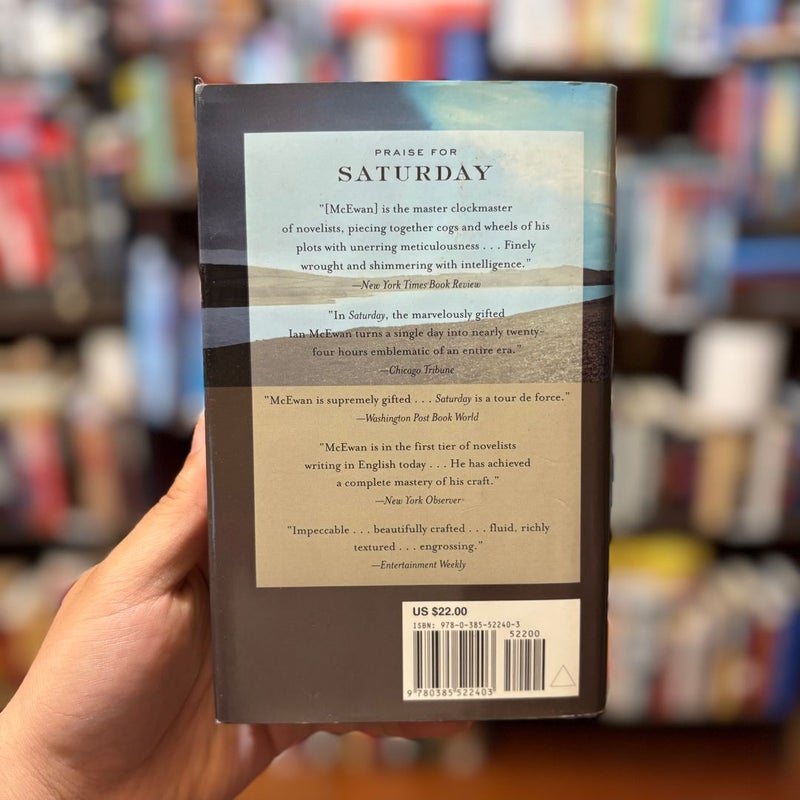 PRAISE FOR
SATURDAY
"[McEwan] is the master clockmaster
of novelists, piecing together cogs and wheels of his
plots with unerring meticulousness . . . Finely
wrought and shimmering with intelligence."
—New York Times Book Review
"In Saturday, the marvelously gifted
Ian McEwan turns a single day into nearly twenty-
four hours emblematic of an entire era."
—Chicago Tribune
"McEwan is supremely gifted . . . Saturday is a tour de force."
—Washington Post Book World
"McEwan is in the first tier of novelists
writing in English today . . . He has achieved
a complete mastery of his craft."
—New York Observer
"Impeccable . . . beautifully crafted . . . fluid, richly
textured . . . engrossing."
—Entertainment Weekly
US $22.00
ISBN: 978-0-385-52240-3
52200
9 780385 522403